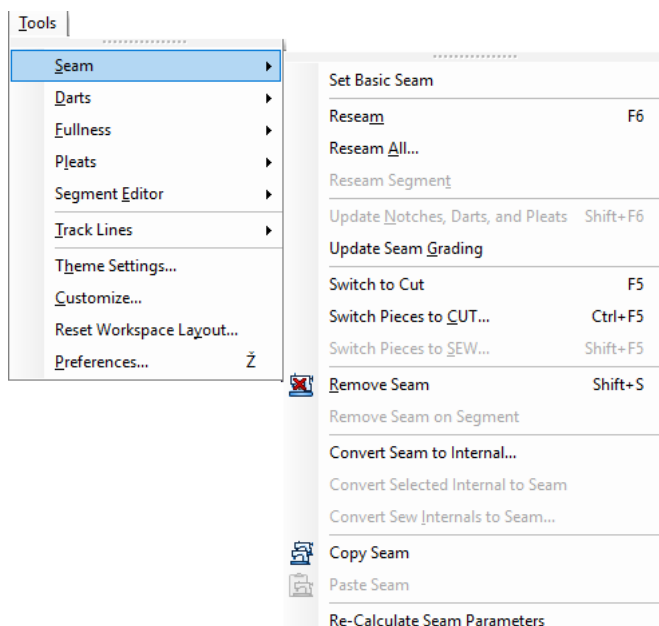 Tools
Seam
Darts
Fullness
Pleats
Segment Editor
Track Lines
Theme Settings...
Customize...
Reset Workspace Layout...
Preferences... Ž
Set Basic Seam
Reseam F6
Reseam All...
Reseam Segment
Update Notches, Darts, and Pleats Shift+F6
Update Seam Grading
Switch to Cut F5
Switch Pieces to CUT... Ctrl+F5
Switch Pieces to SEW... Shift+F5
Remove Seam Shift+S
Remove Seam on Segment
Convert Seam to Internal...
Convert Selected Internal to Seam
Convert Sew Internals to Seam...
Copy Seam
Paste Seam
Re-Calculate Seam Parameters